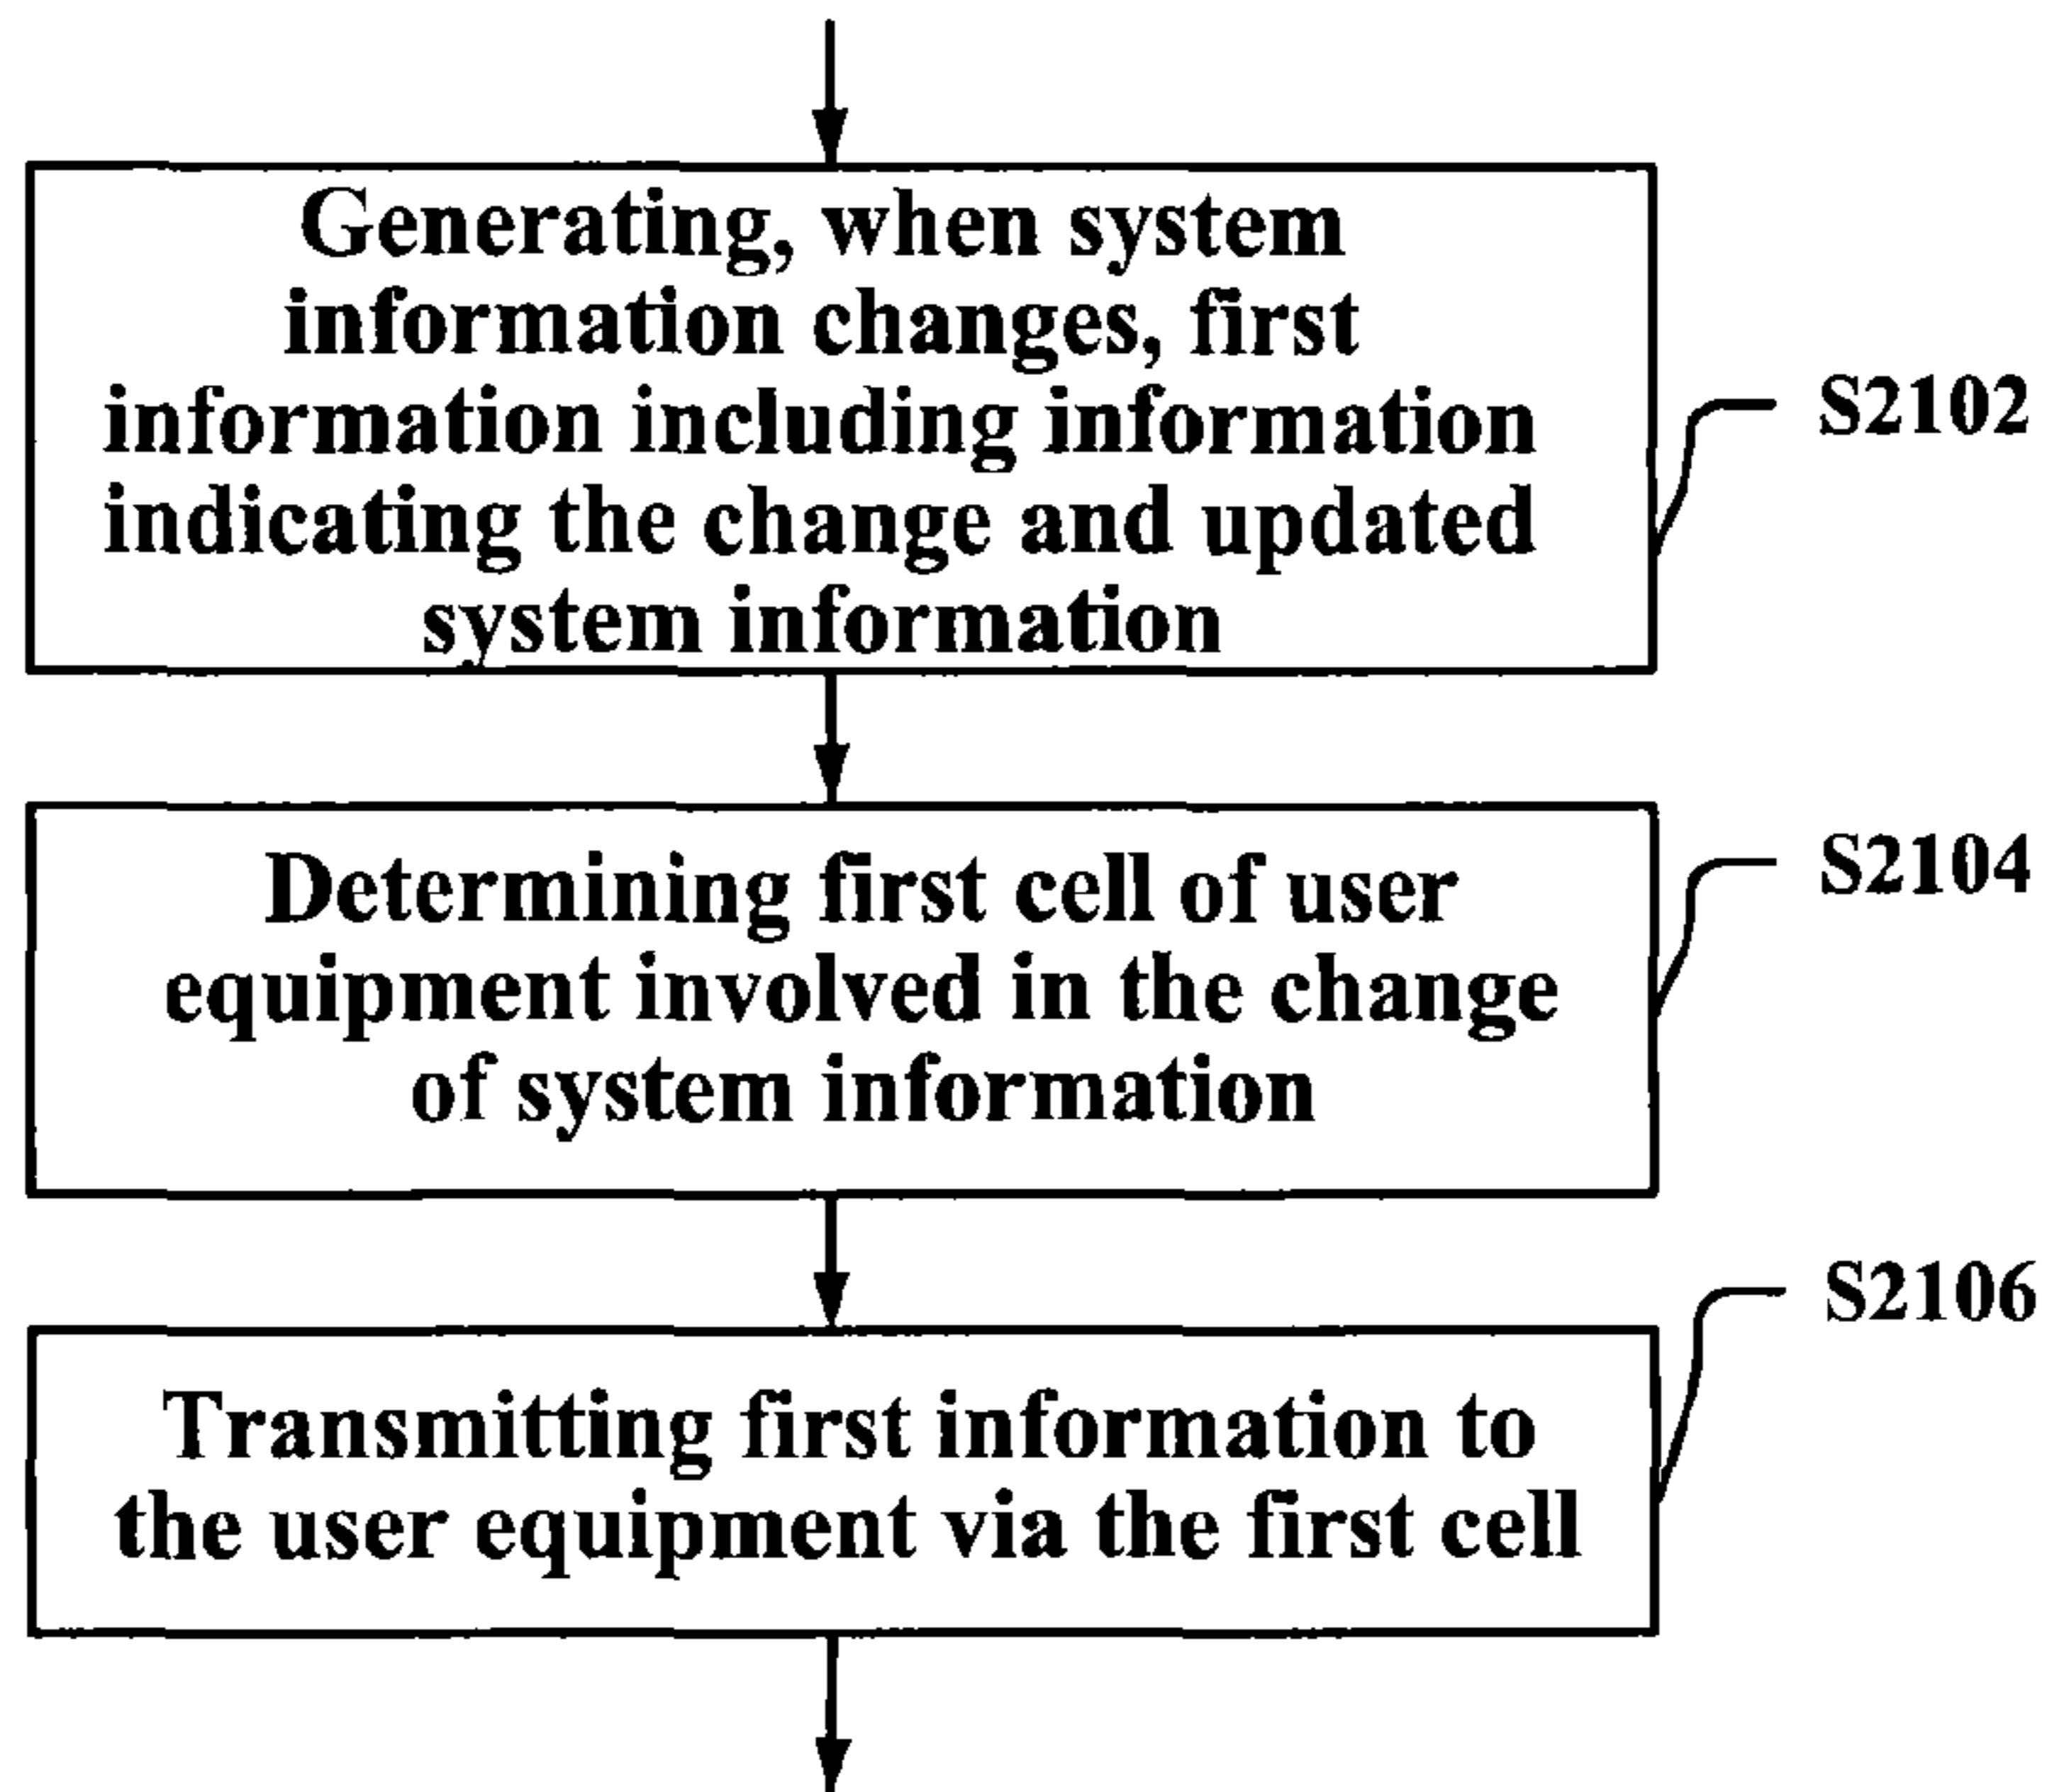 Generating, when system
information changes, first
information including information
indicating the change and updated
system information
S2102
Determining first cell of user
equipment involved in the change
of system information
S2104
Transmitting first information to
the user equipment via the first cell
S2106